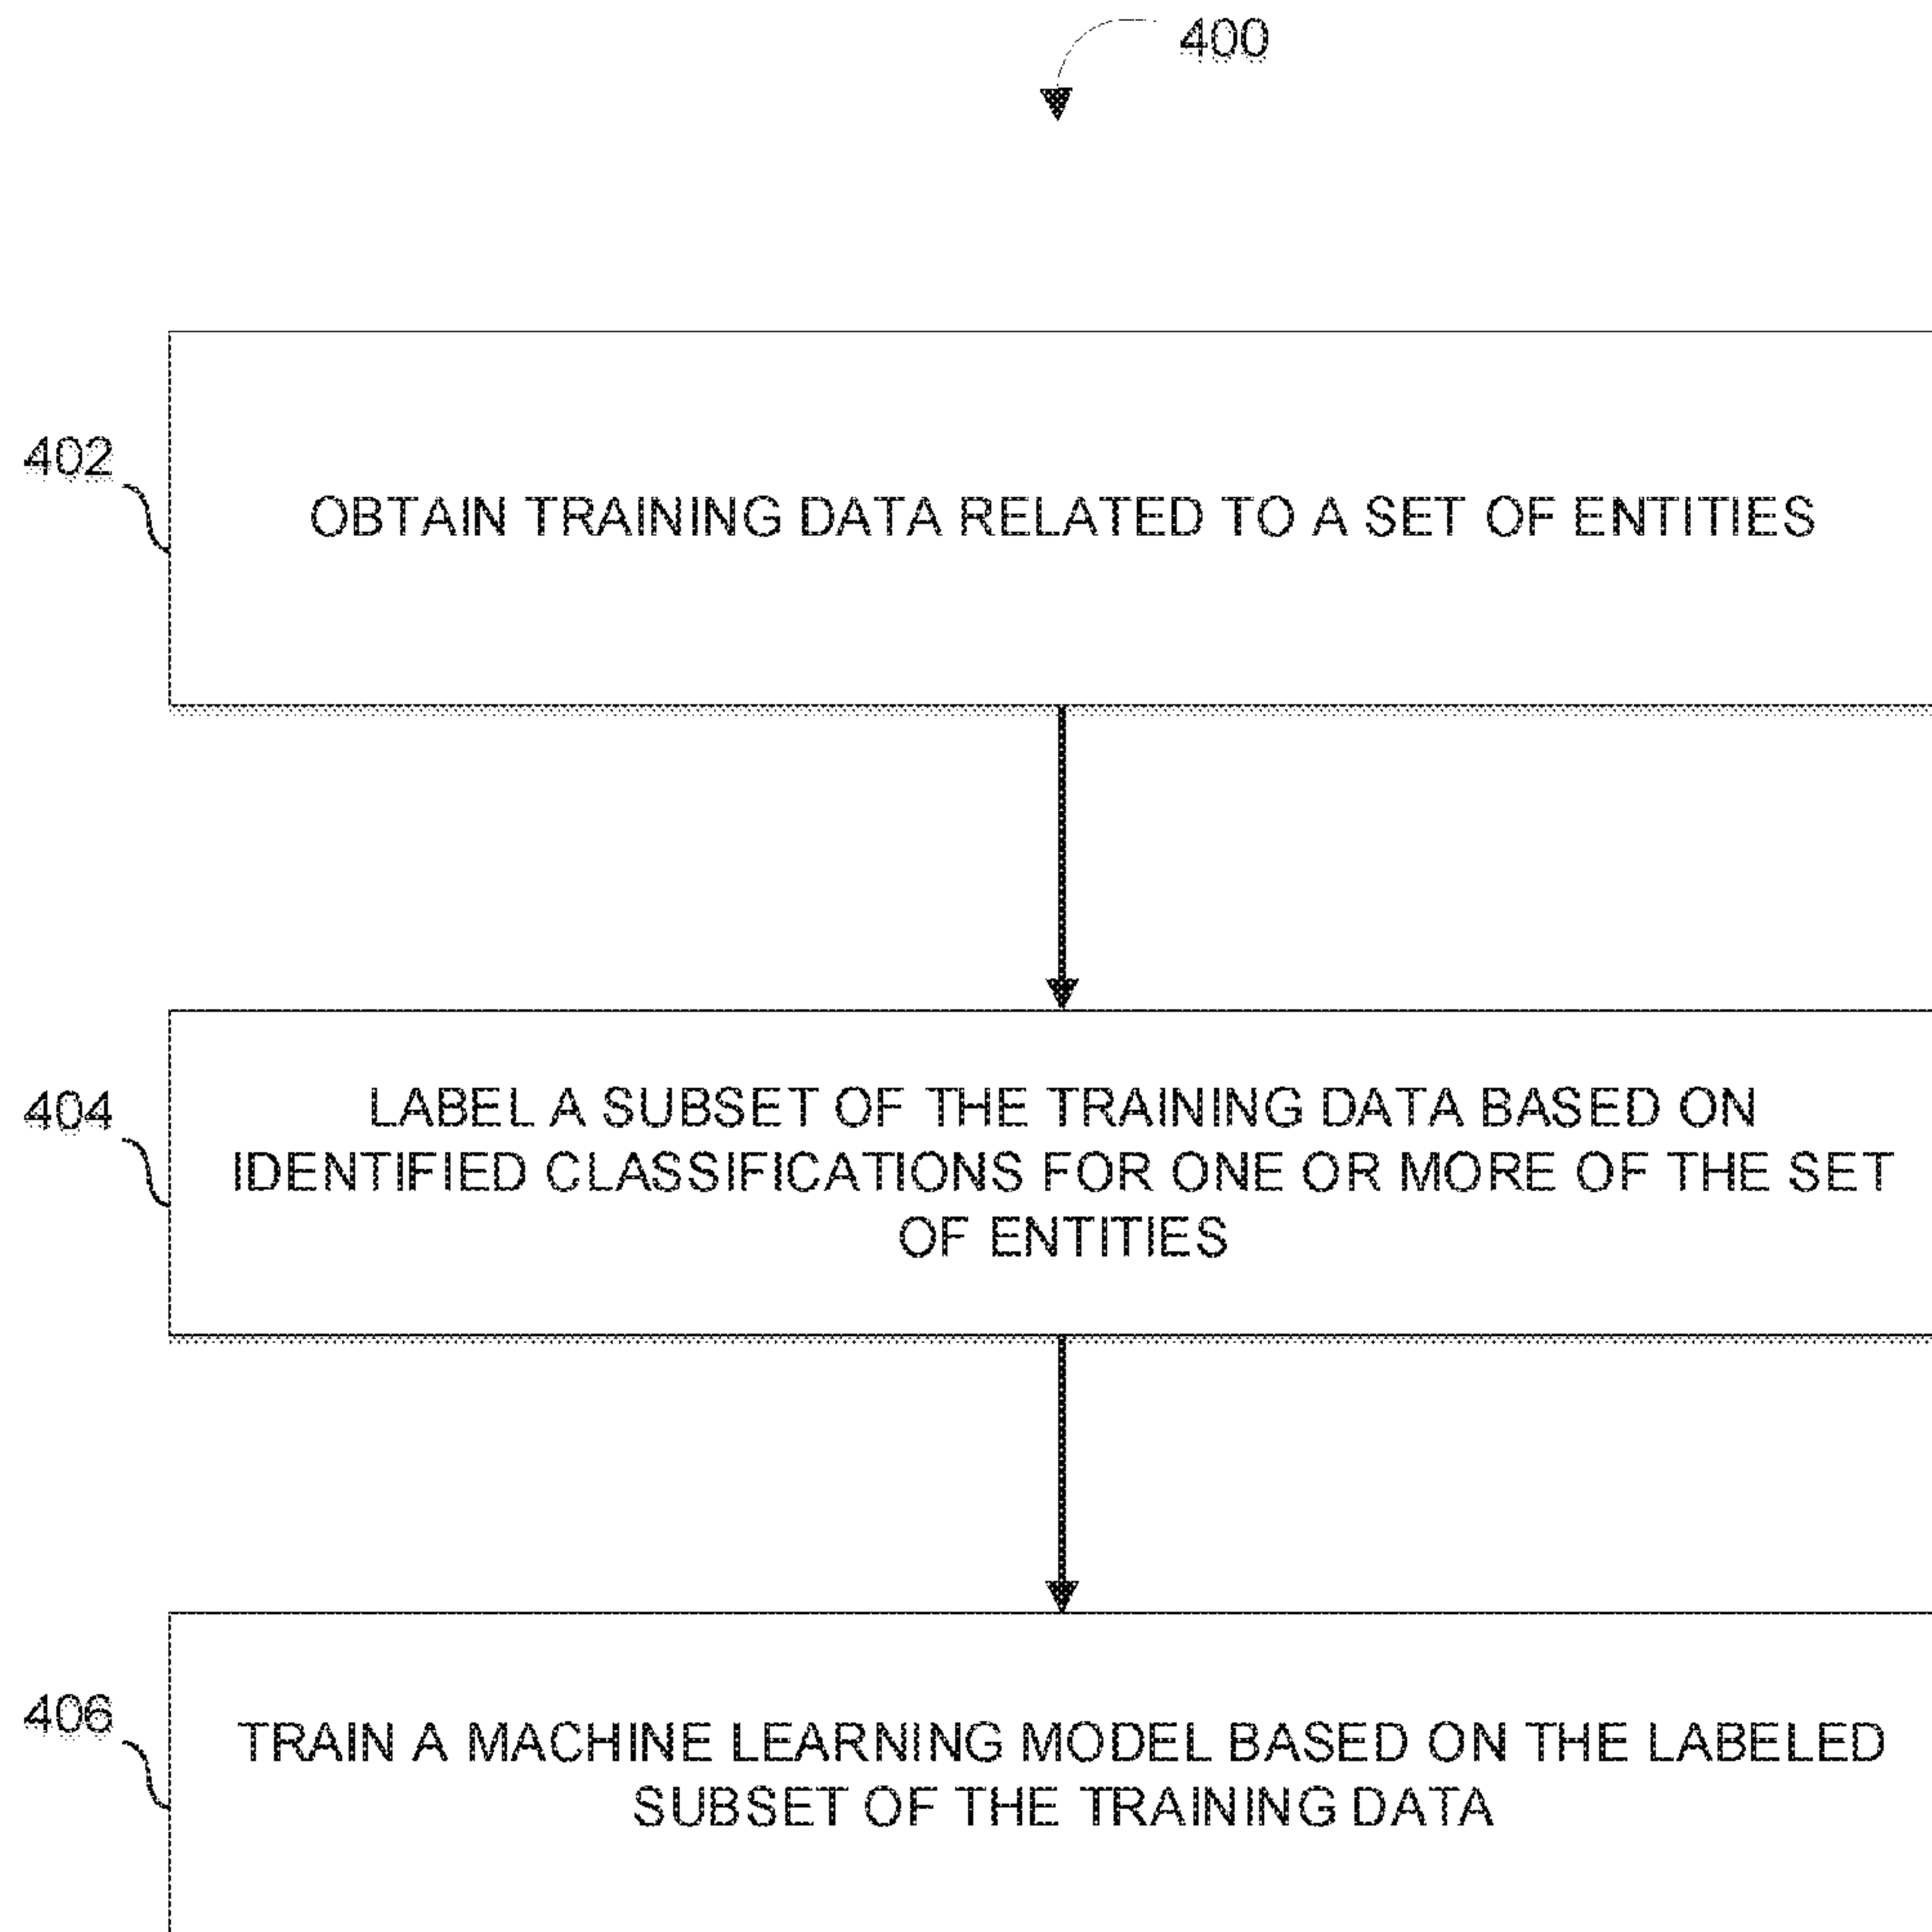 400
402
OBTAIN TRAINING DATA RELATED TO A SET OF ENTITIES
404
LABEL A SUBSET OF THE TRAINING DATA BASED ON
IDENTIFIED CLASSIFICATIONS FOR ONE OR MORE OF THE SET
OF ENTITIES
406
TRAIN A MACHINE LEARNING MODEL BASED ON THE LABELED
SUBSET OF THE TRAINING DATA